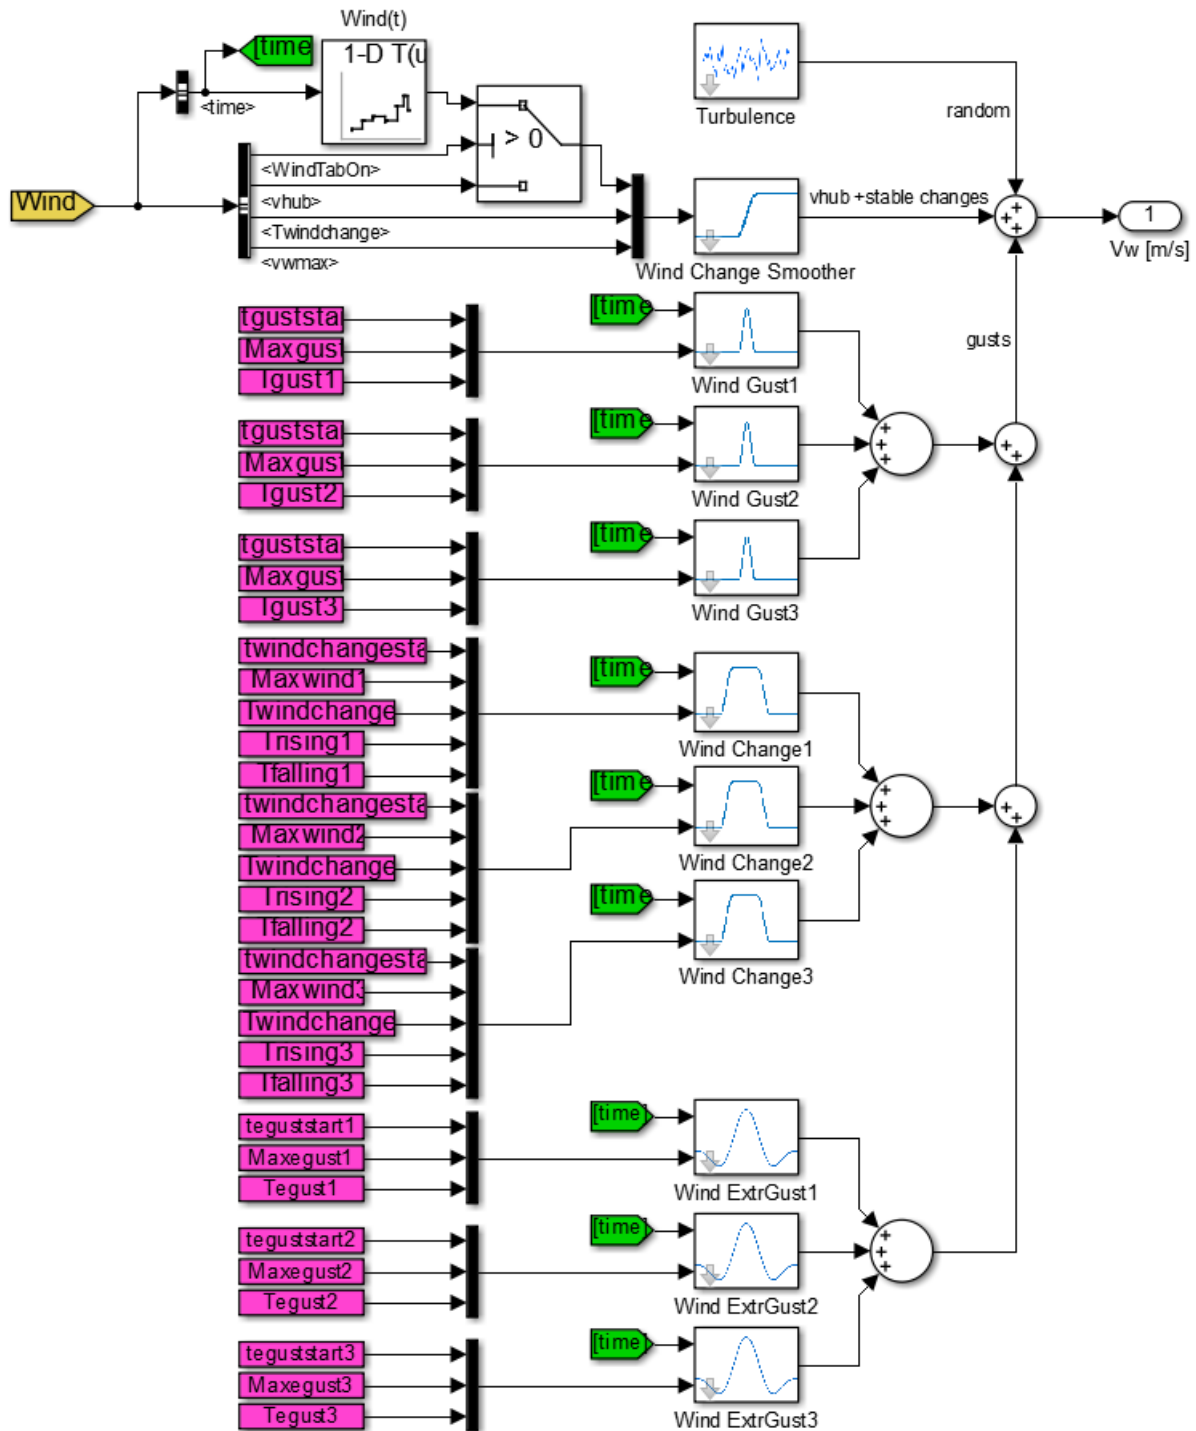 Wind(t)
[time
1-D T(u
<time>
> 0
Turbulence
random
<WindTabOn>
Wind
<vhub>
vhub +stable changes
1
<Twindchange>
Vw [m/s]
<vwmax>
Wind Change Smoother
[time
tguststa
Maxgust
Tgust1
Wind Gust1
gusts
[time
tguststa
Maxgust
Tgust2
Wind Gust2
[time
tguststa
Maxgust
Tgust3
Wind Gust3
twindchangesta
[time
Maxwind1
Twindchange
Trising1
Wind Change1
Tfalling1
[time
twindchangesta
Maxwind2
Twindchange
Wind Change2
Trising2
[time
Tfalling2
twindchangesta
Wind Change3
Maxwind3
Twindchange
Trising3
Tfalling3
[time]
teguststart1
Maxegust1
Tegust1
Wind ExtrGust1
[time]
teguststart2
Maxegust2
Tegust2
Wind ExtrGust2
[time]
teguststart3
Maxegust3
Tegust3
Wind ExtrGust3